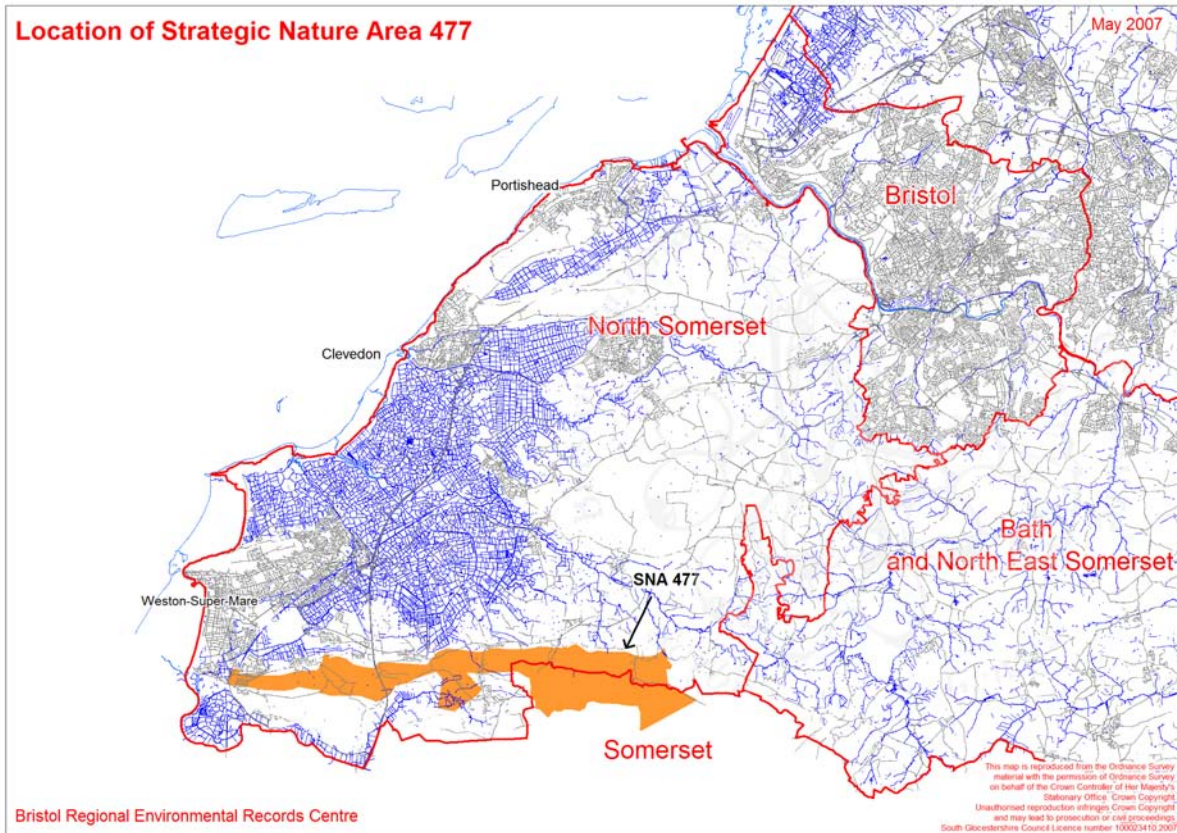 Location of Strategic Nature Area 477
May 2007
Portishead
Bristol
North Somerset
Clevedon
Bath
and North East Somerset
SNA 477
Weston-Super-Mare
Somerset
This map is reproduced from the Ordnance Survey
material with the permission of Ordnance Survey
on behalf of the Crown Controller of Her Majesty's
Stationary Office. Crown Copyright
Unauthorised reproduction infringes Crown Copyright
and may lead to prosecution or civil proceedings
South Glocestershire Council Licence number 100023410,2007
Bristol Regional Environmental Records Centre